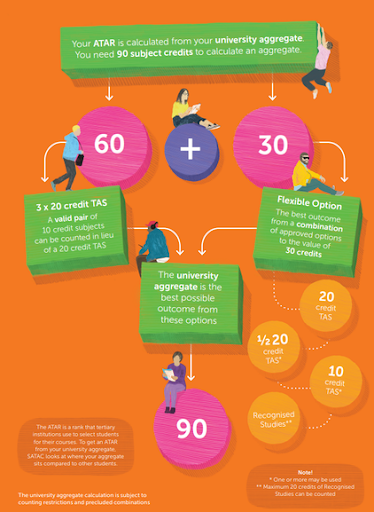 Your ATAR is calculated from your university aggregate.
You need 90 subject credits to calculate an aggregate.
60
+
30
3 x 20 credit TAS
A valid pair of
10 credit subjects
can be counted in lieu
of a 20 credit TAS
Flexible Option
The best outcome
from a combination
of approved options
to the value of
30 credits
The university
aggregate is the
best possible
outcome from
these options
20
credit
TAS
½ 20
credit
TAS*
10
credit
TAS*
Recognised
Studies**
90
The ATAR is a rank that tertiary
institutions use to select students
for their courses. To get an ATAR
from your university aggregate,
SATAC looks at where your aggregate
sits compared to other students.
Note!
* One or more may be used
** Maximum 20 credits of Recognised
Studies can be counted
The university aggregate calculation is subject to
counting restrictions and precluded combinations